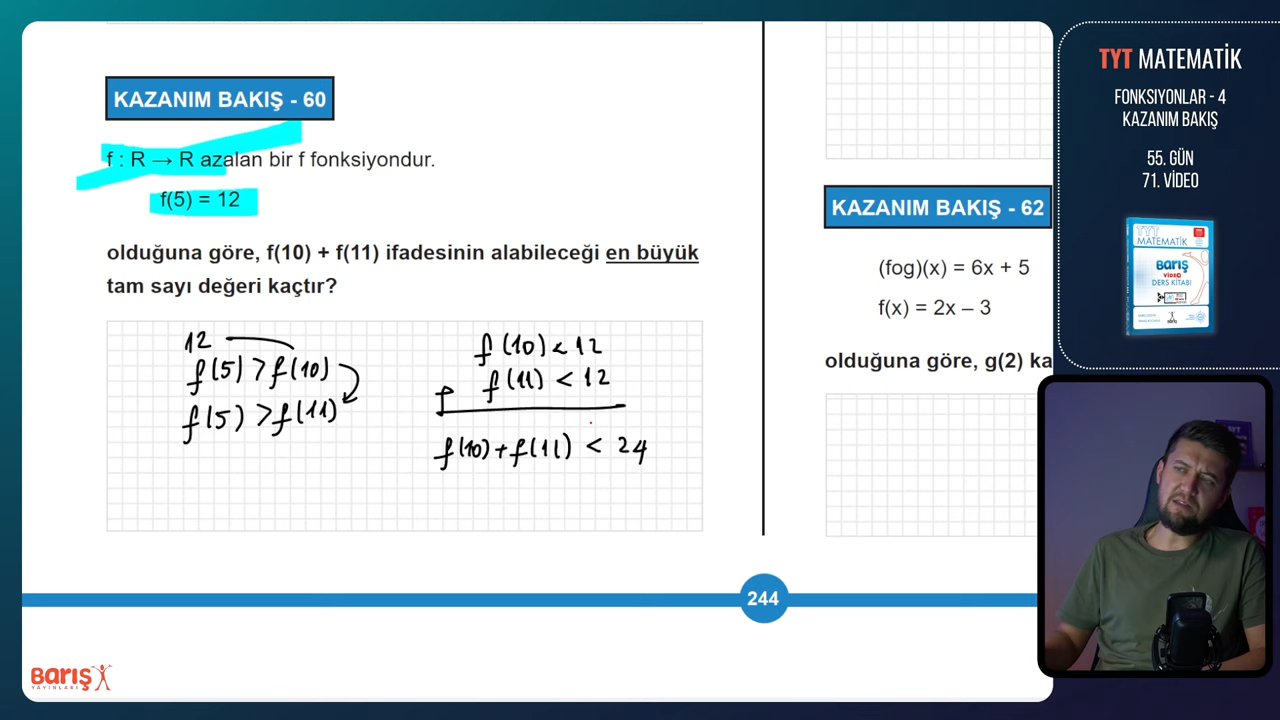 KAZANIM BAKIŞ - 60
f : R → R azalan bir f fonksiyondur.
f(5) = 12
olduğuna göre, f(10) + f(11) ifadesinin alabileceği en büyük
tam sayı değeri kaçtır?
12
f(5) > f(10)
f(5) > f(11)
f(10) < 12
f(11) < 12
f(10) + f(11) < 24
KAZANIM BAKIŞ - 62
(fog)(x) = 6x + 5
f(x) = 2x – 3
olduğuna göre, g(2) ka
244
BARIŞ
YAYINLARI
TYT MATEMATİK
FONKSIYONLAR - 4
KAZANIM BAKIŞ
55. GÜN
71. VİDEO
TYT
MATEMATİK
BARIŞ
VİDEO
DERS KİTABI